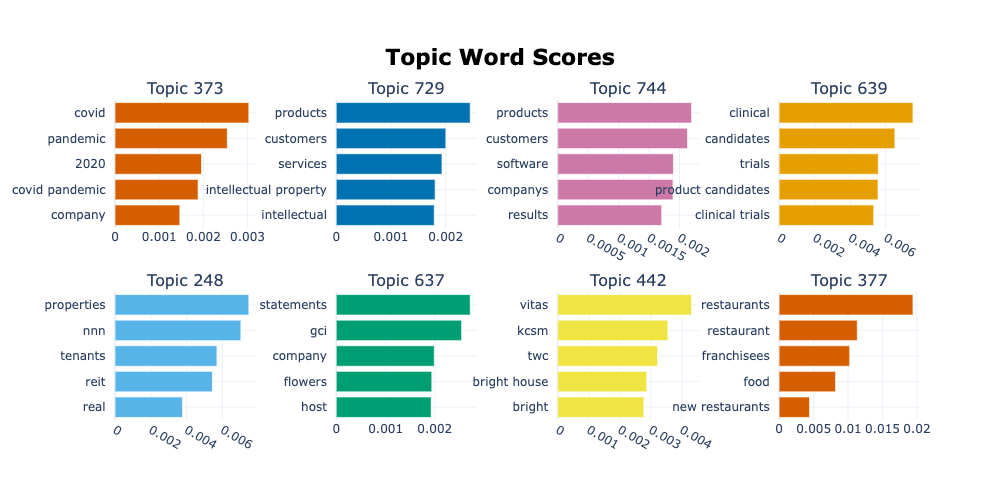 Topic Word Scores
Topic 373
covid
pandemic
2020
covid pandemic
company
0 0.001 0.002 0.003
Topic 729
products
customers
services
intellectual property
intellectual
0 0.001 0.002
Topic 744
products
customers
software
companys
results
0 0.0005 0.001 0.0015 0.002
Topic 639
clinical
candidates
trials
product candidates
clinical trials
0 0.002 0.004 0.006
Topic 248
properties
nnn
tenants
reit
real
0 0.002 0.004 0.006
Topic 637
statements
gci
company
flowers
host
0 0.001 0.002
Topic 442
vitas
kcsm
twc
bright house
bright
0 0.001 0.002 0.003 0.004
Topic 377
restaurants
restaurant
franchisees
food
new restaurants
0 0.005 0.01 0.015 0.02